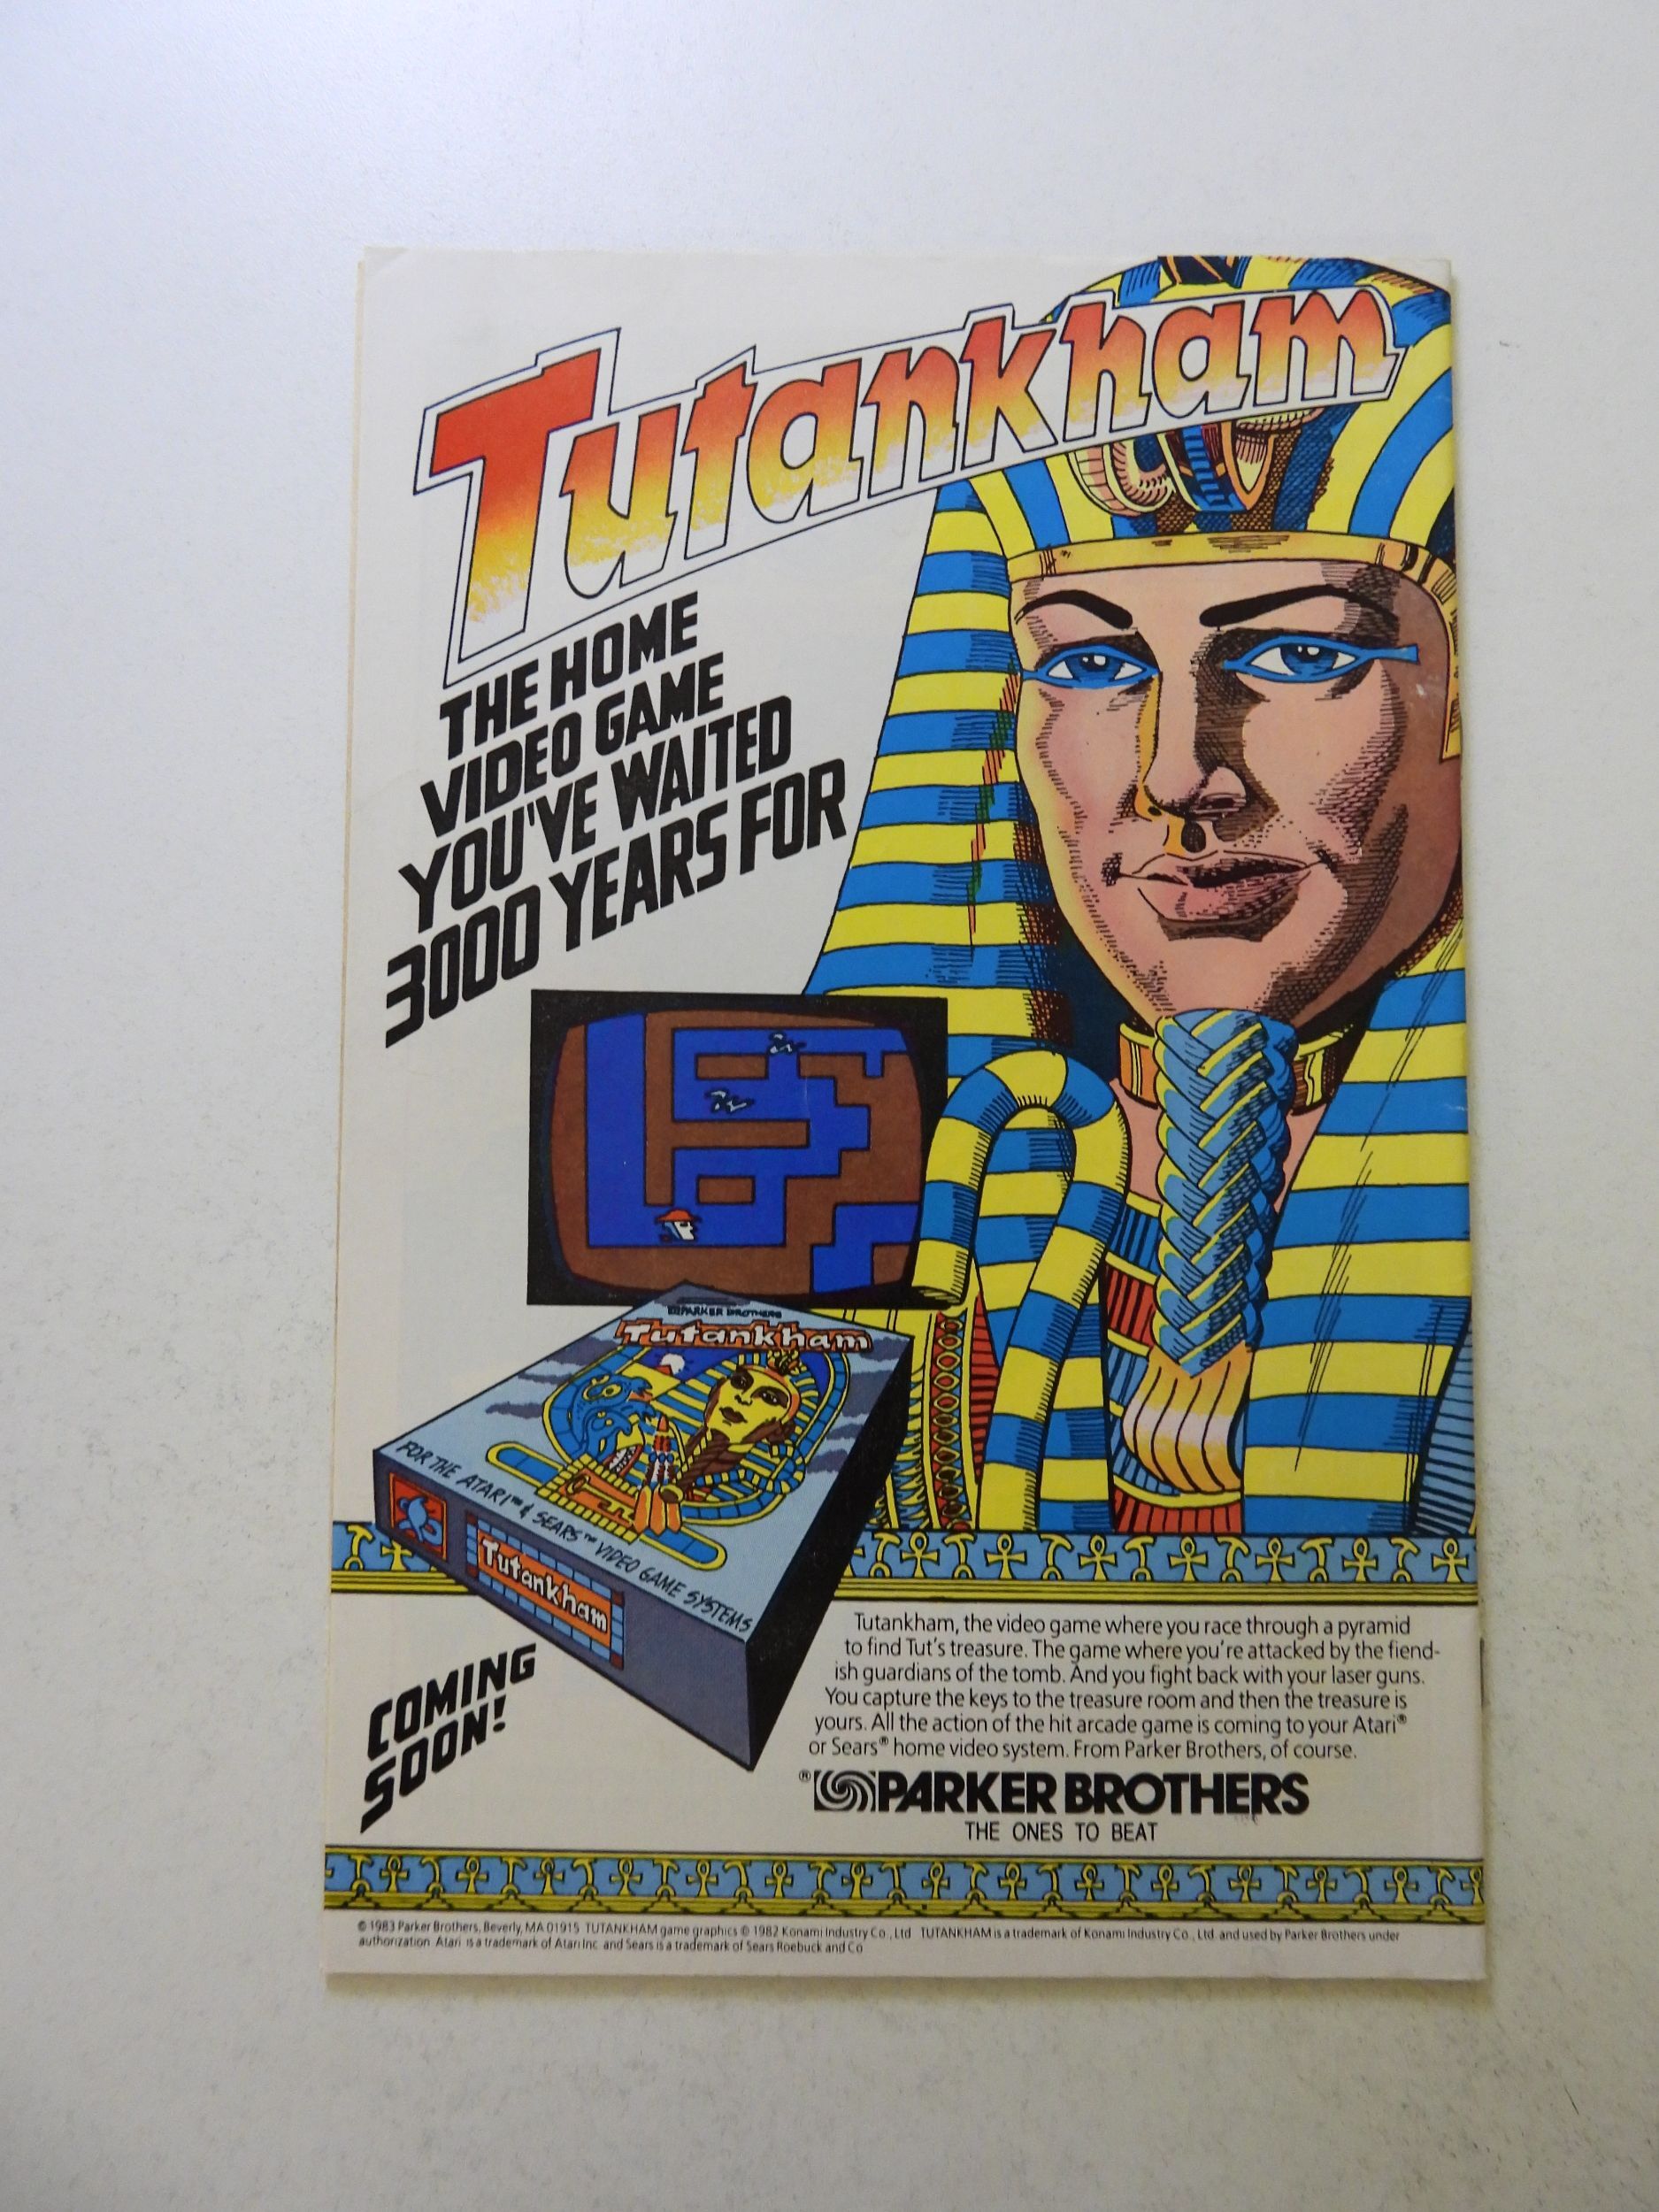 Tutankham
THE HOME
VIDEO GAME
YOU'VE WAITED
3000 YEARS FOR
PARKER BROTHERS
Tutankham
FOR THE ATARI™ & SEARS™ VIDEO GAME SYSTEMS
Tutankham
COMING
SOON!
Tutankham, the video game where you race through a pyramid
to find Tut's treasure. The game where you're attacked by the fiend-
ish guardians of the tomb. And you fight back with your laser guns.
You capture the keys to the treasure room and then the treasure is
yours. All the action of the hit arcade game is coming to your Atari®
or Sears® home video system. From Parker Brothers, of course.
® PARKER BROTHERS
THE ONES TO BEAT
© 1983 Parker Brothers, Beverly, MA 01915 TUTANKHAM game graphics © 1982 Konami Industry Co., Ltd TUTANKHAM is a trademark of Konami Industry Co., Ltd. and used by Parker Brothers under
authorization Atari is a trademark of Atari Inc and Sears is a trademark of Sears Roebuck and Co